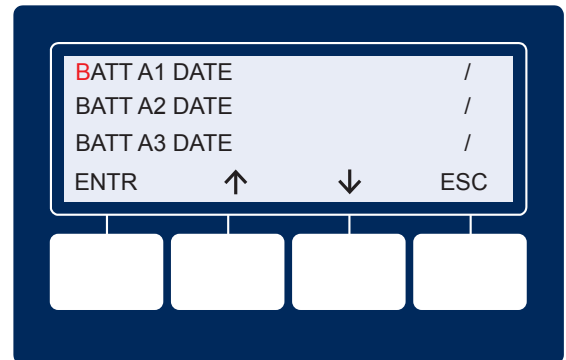 BATT A1 DATE /
BATT A2 DATE /
BATT A3 DATE /
ENTR ↑ ↓ ESC